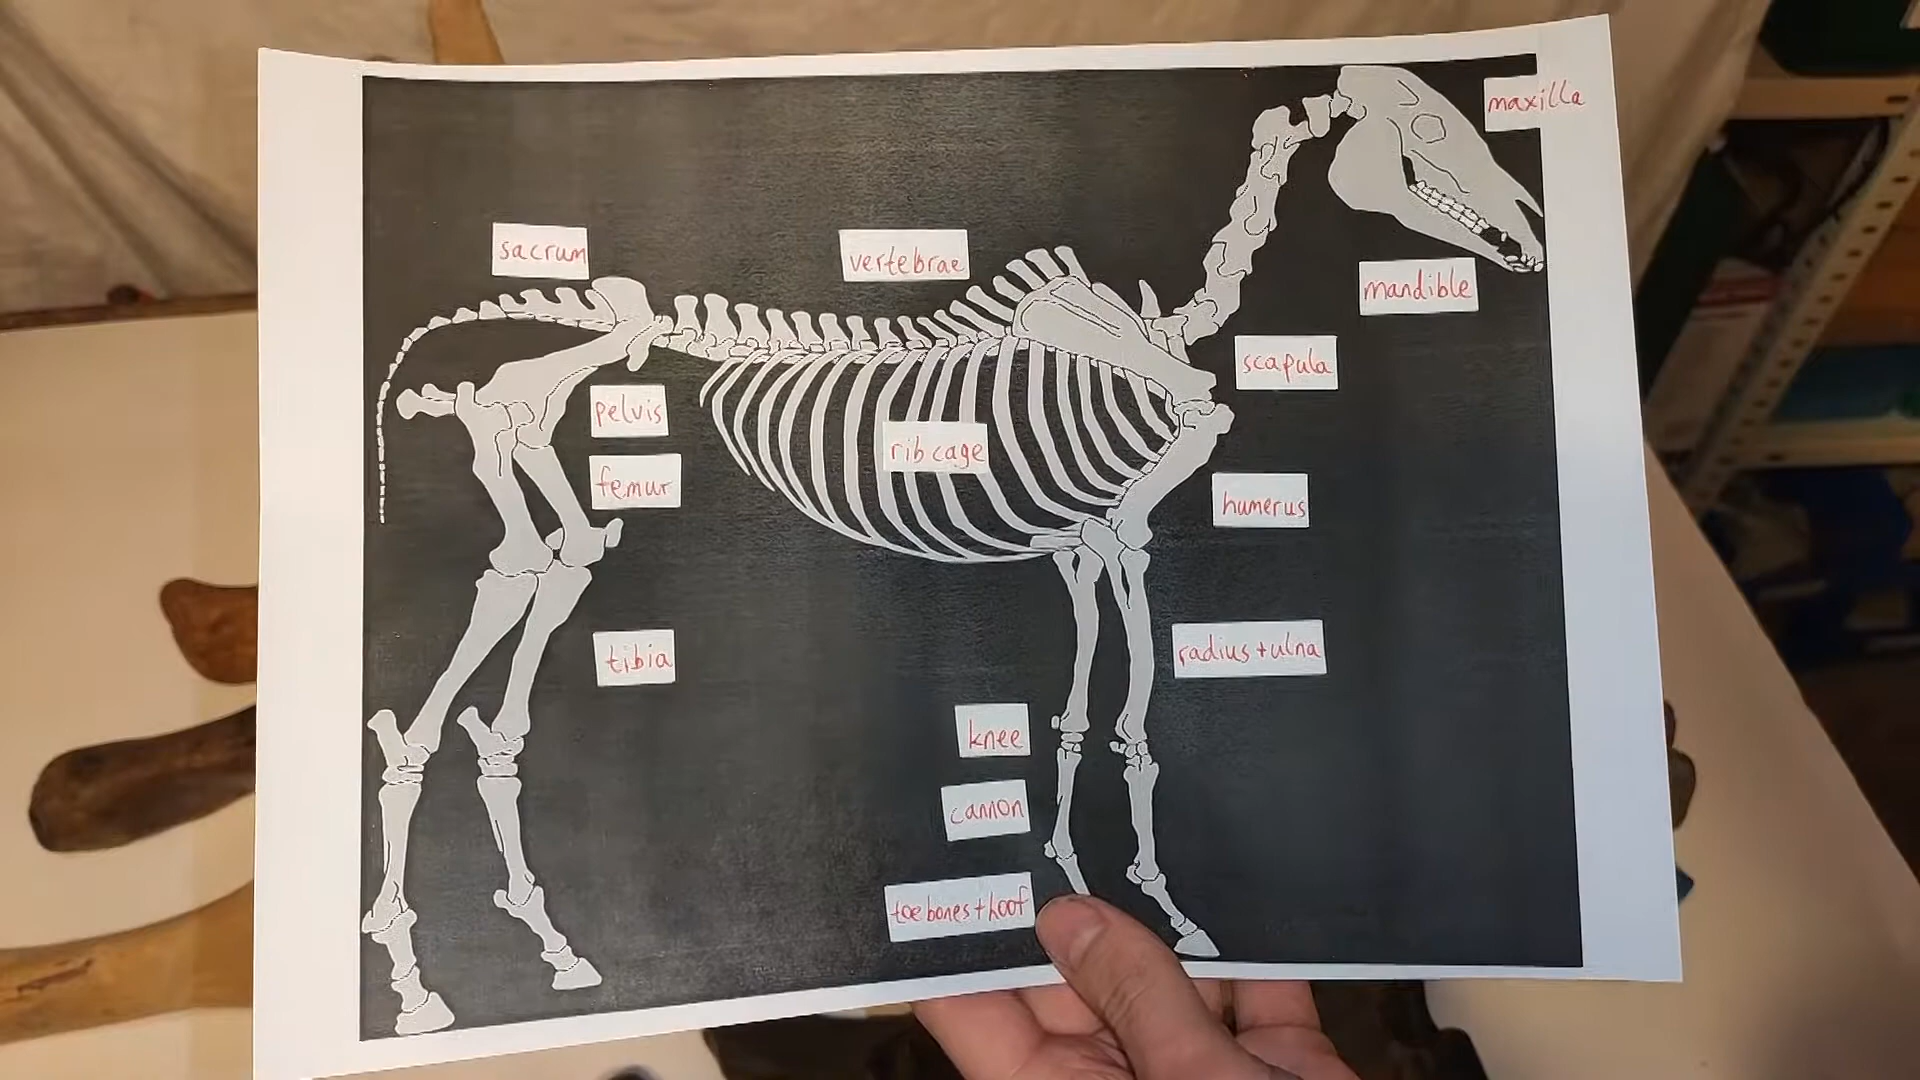 maxilla
sacrum
vertebrae
mandible
scapula
pelvis
rib cage
femur
humerus
tibia
radius + ulna
knee
cannon
toe bones + hoof